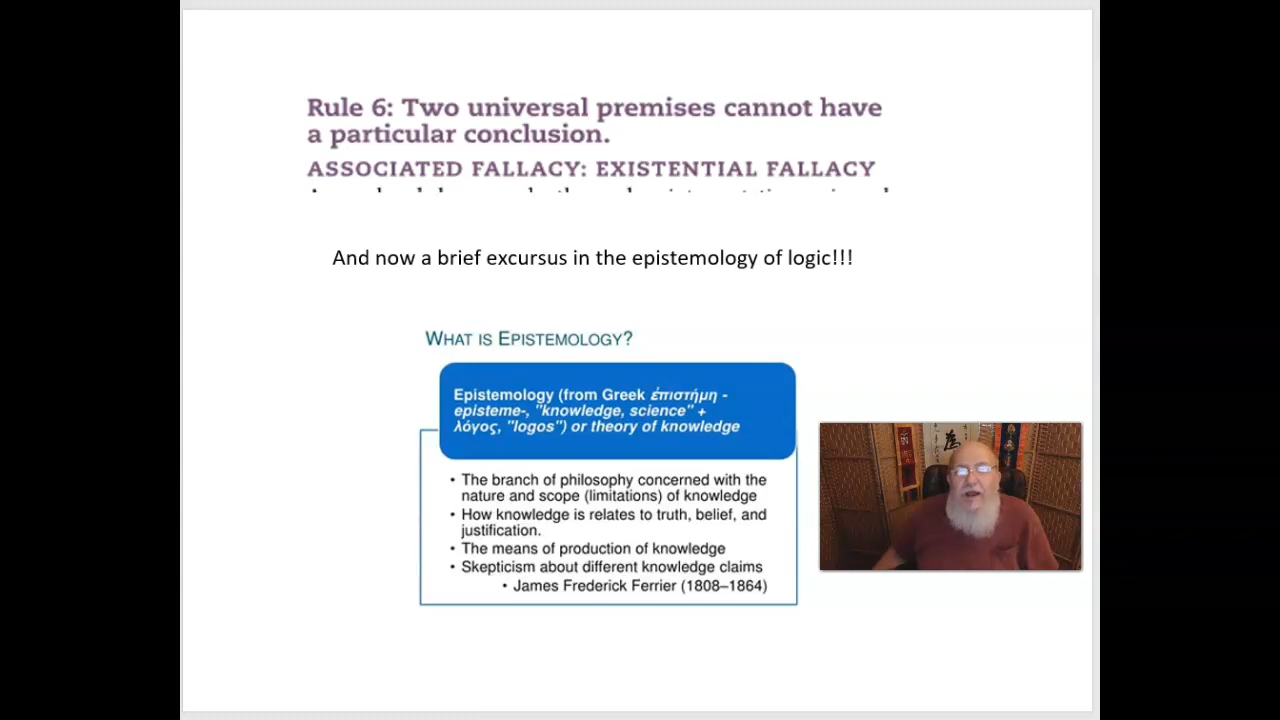 Rule 6: Two universal premises cannot have
a particular conclusion.
ASSOCIATED FALLACY: EXISTENTIAL FALLACY
And now a brief excursus in the epistemology of logic!!!
WHAT IS EPISTEMOLOGY?
Epistemology (from Greek ἐπιστήμη -
episteme-, "knowledge, science" +
λόγος, "logos") or theory of knowledge
• The branch of philosophy concerned with the
nature and scope (limitations) of knowledge
• How knowledge is relates to truth, belief, and
justification.
• The means of production of knowledge
• Skepticism about different knowledge claims
• James Frederick Ferrier (1808–1864)